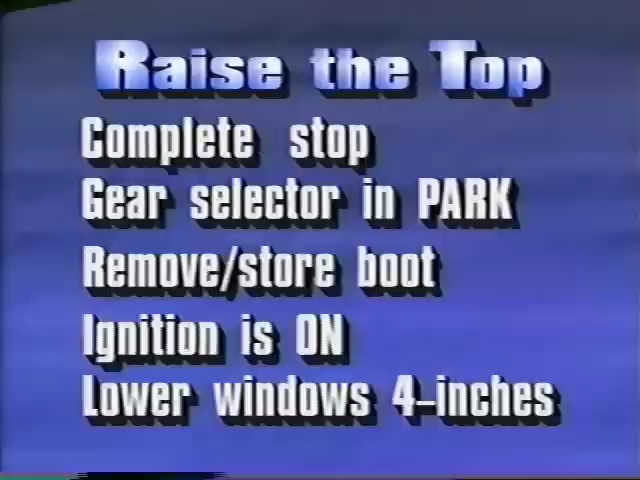 Raise the Top
Complete stop
Gear selector in PARK
Remove/store boot
Ignition is ON
Lower windows 4-inches